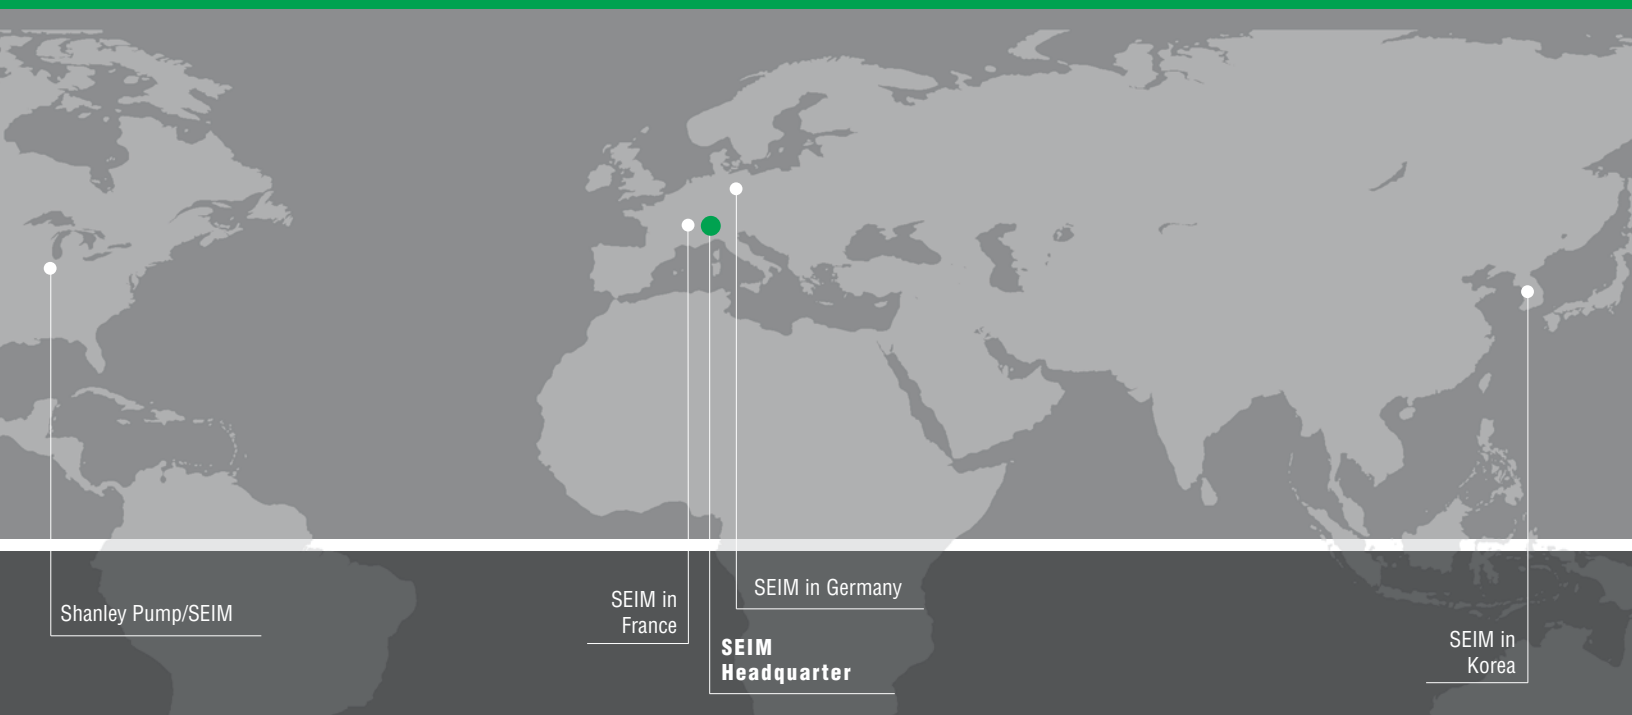 Shanley Pump/SEIM
SEIM in
France
SEIM in Germany
SEIM
Headquarter
SEIM in
Korea